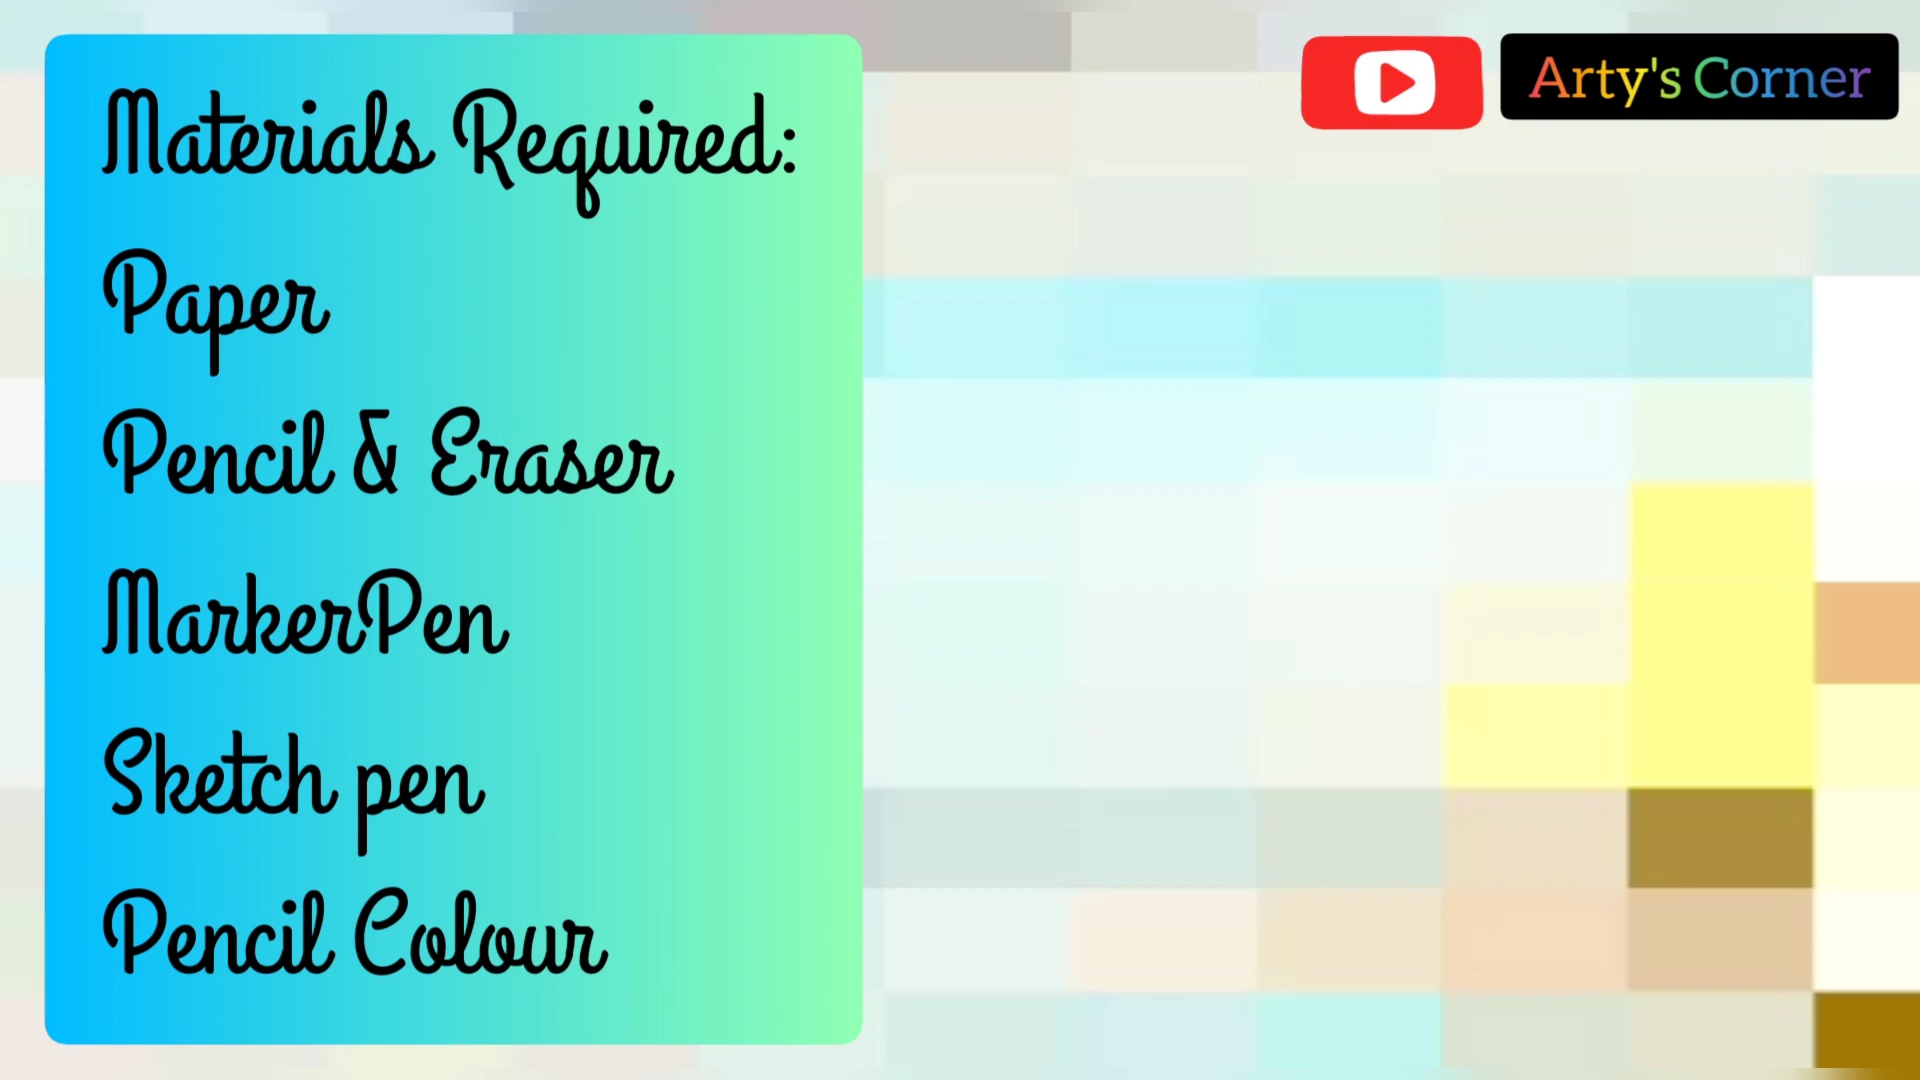 Materials Required:
Paper
Pencil & Eraser
MarkerPen
Sketch pen
Pencil Colour
Arty's Corner